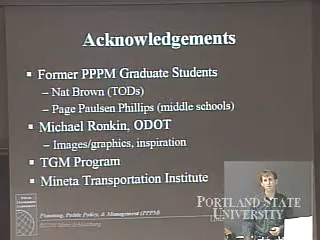 Acknowledgements
▪ Former PPPM Graduate Students
– Nat Brown (TODs)
– Page Paulsen Phillips (middle schools)
▪ Michael Ronkin, ODOT
– Images/graphics, inspiration
▪ TGM Program
▪ Mineta Transportation Institute
Planning, Public Policy, & Management (PPPM)
PORTLAND STATE
UNIVERSITY